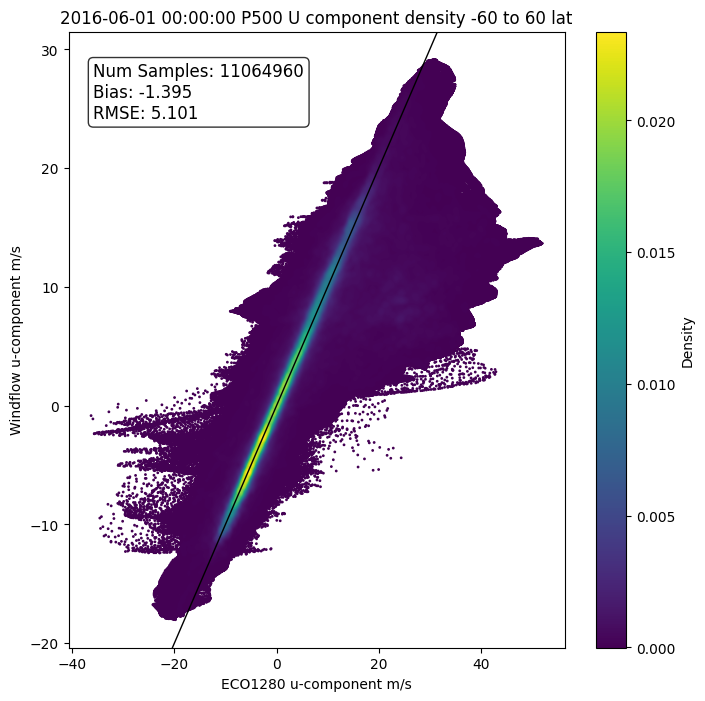 2016-06-01 00:00:00 P500 U component density -60 to 60 lat
Num Samples: 11064960
Bias: -1.395
RMSE: 5.101
30
20
10
0
−10
−20
Windflow u-component m/s
−40
−20
0
20
40
ECO1280 u-component m/s
0.020
0.015
0.010
0.005
0.000
Density